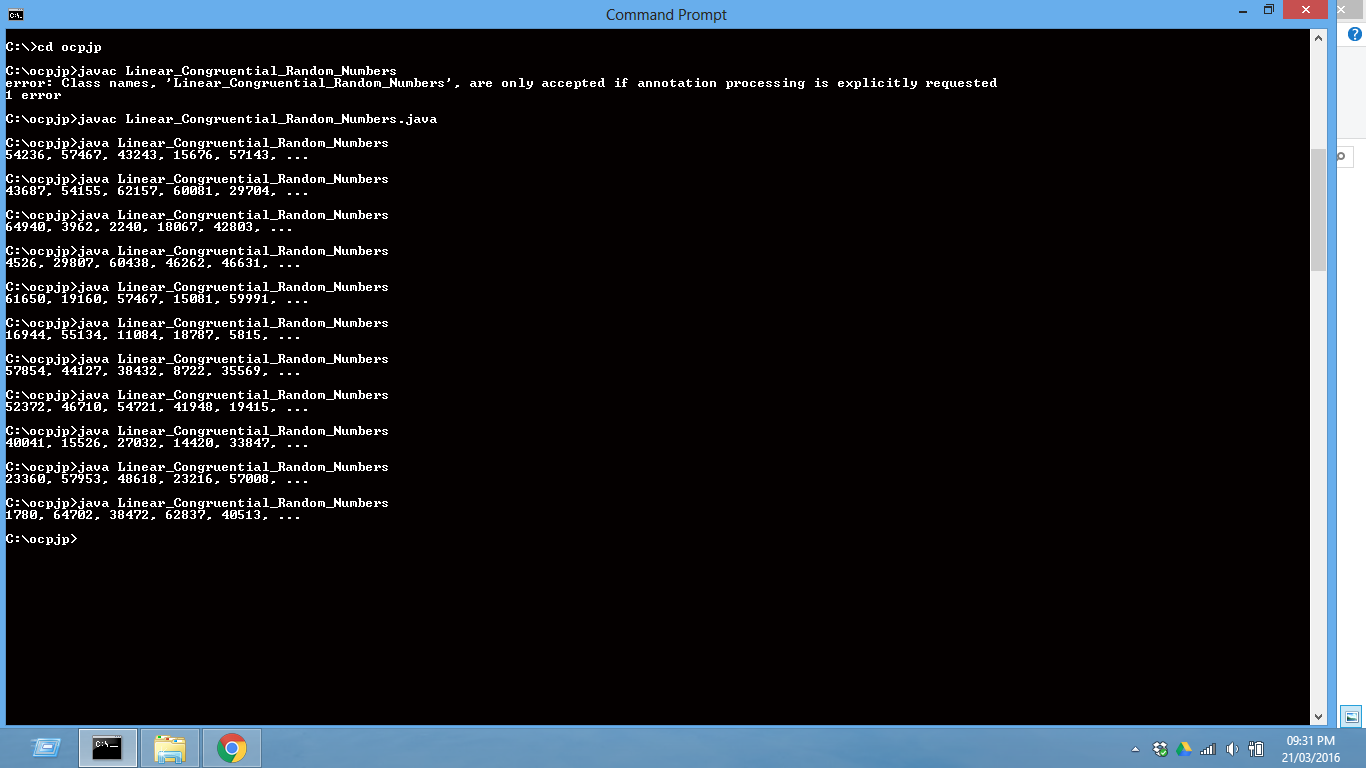 Command Prompt
C:\>cd ocpjp
C:\ocpjp>javac Linear_Congruential_Random_Numbers
error: Class names, 'Linear_Congruential_Random_Numbers', are only accepted if annotation processing is explicitly requested
1 error
C:\ocpjp>javac Linear_Congruential_Random_Numbers.java
C:\ocpjp>java Linear_Congruential_Random_Numbers
54236, 57467, 43243, 15676, 57143, ...
C:\ocpjp>java Linear_Congruential_Random_Numbers
43687, 54155, 62157, 60081, 29704, ...
C:\ocpjp>java Linear_Congruential_Random_Numbers
64940, 3962, 2240, 18067, 42803, ...
C:\ocpjp>java Linear_Congruential_Random_Numbers
4526, 29807, 60438, 46262, 46631, ...
C:\ocpjp>java Linear_Congruential_Random_Numbers
61650, 19160, 57467, 15081, 59991, ...
C:\ocpjp>java Linear_Congruential_Random_Numbers
16944, 55134, 11084, 18787, 5815, ...
C:\ocpjp>java Linear_Congruential_Random_Numbers
57854, 44127, 38432, 8722, 35569, ...
C:\ocpjp>java Linear_Congruential_Random_Numbers
52372, 46710, 54721, 41948, 19415, ...
C:\ocpjp>java Linear_Congruential_Random_Numbers
40041, 15526, 27032, 14420, 33847, ...
C:\ocpjp>java Linear_Congruential_Random_Numbers
23360, 57953, 48618, 23216, 57008, ...
C:\ocpjp>java Linear_Congruential_Random_Numbers
1780, 64702, 38472, 62837, 40513, ...
C:\ocpjp>
09:31 PM
21/03/2016